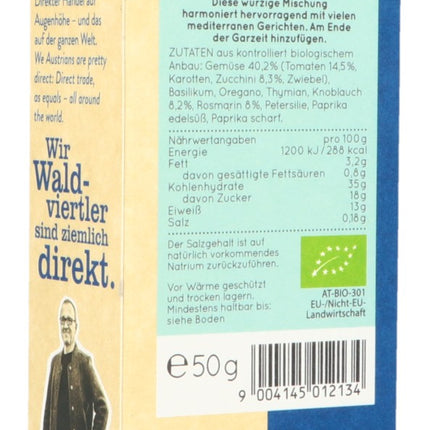 Direkter Handel auf
Augenhöhe – und das
auf der ganzen Welt.
We Austrians are pretty
direct: Direct trade,
as equals – all around
the world.
Wir
Wald-
viertler
sind ziemlich
direkt.
Diese würzige Mischung
harmoniert hervorragend mit vielen
mediterranen Gerichten. Am Ende
der Garzeit hinzufügen.
ZUTATEN aus kontrolliert biologischem
Anbau: Gemüse 40,2% (Tomaten 14,5%,
Karotten, Zucchini 8,3%, Zwiebel),
Basilikum, Oregano, Thymian, Knoblauch
8,2%, Rosmarin 8%, Petersilie, Paprika
edelsüß, Paprika scharf.
Nährwertangaben pro 100g
Energie 1200 kJ / 288 kcal
Fett 3,2g
davon gesättigte Fettsäuren 0,8g
Kohlenhydrate 35g
davon Zucker 18g
Eiweiß 13g
Salz 0,18g
Der Salzgehalt ist auf
natürlich vorkommendes
Natrium zurückzuführen.
Vor Wärme geschützt
und trocken lagern.
Mindestens haltbar bis:
siehe Boden
AT-BIO-301
EU-/Nicht-EU-
Landwirtschaft
e50g
9 004145 012134